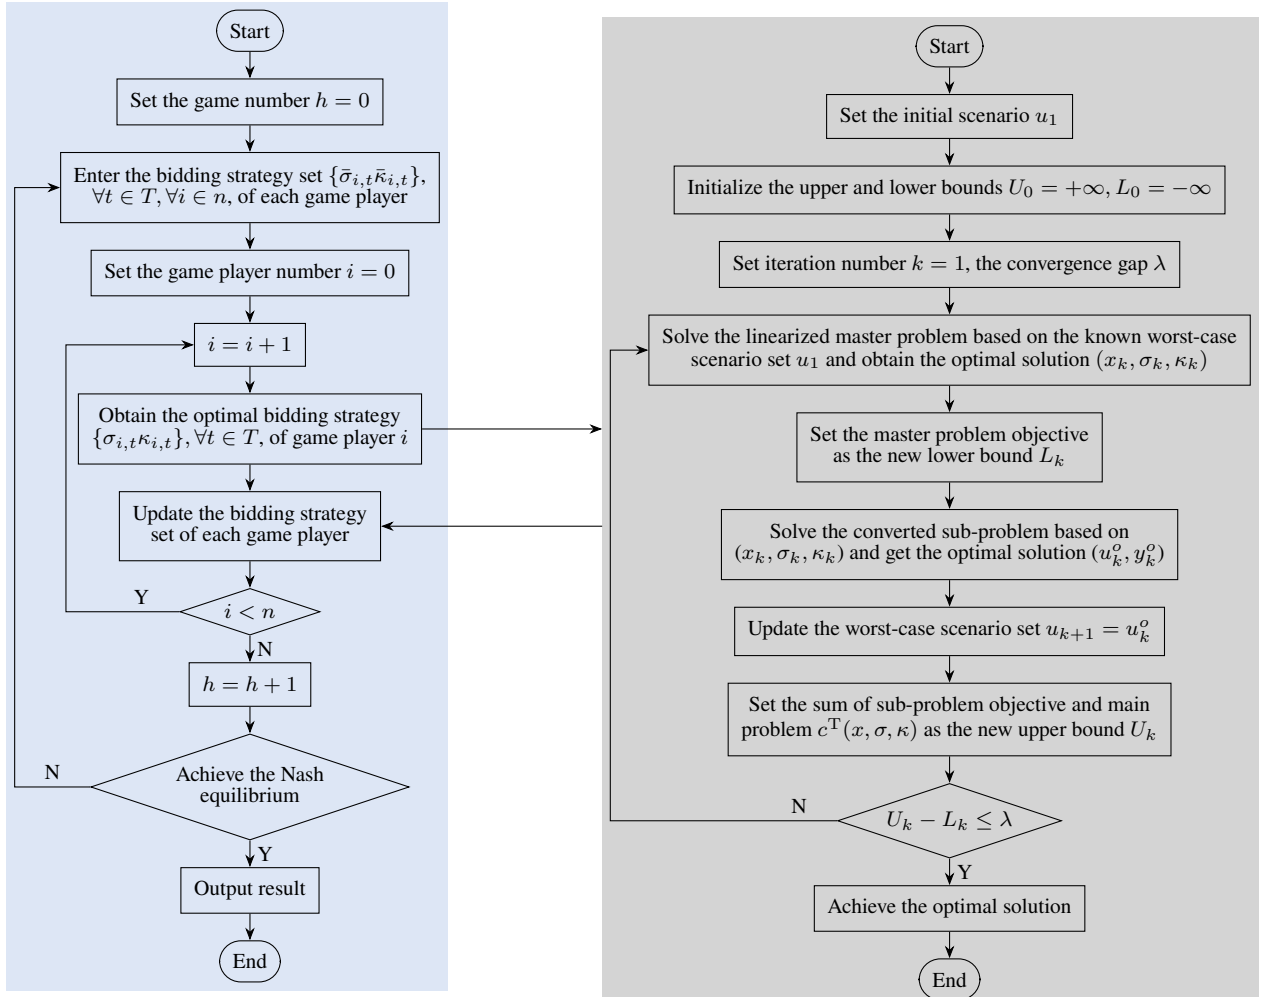 Start
Set the game number h = 0
Enter the bidding strategy set {σ̄_{i,t} κ̄_{i,t}},
∀t ∈ T, ∀i ∈ n, of each game player
Set the game player number i = 0
i = i + 1
Obtain the optimal bidding strategy
{σ_{i,t} κ_{i,t}}, ∀t ∈ T, of game player i
Update the bidding strategy
set of each game player
Y
i < n
N
h = h + 1
N
Achieve the Nash
equilibrium
Y
Output result
End
Start
Set the initial scenario u_1
Initialize the upper and lower bounds U_0 = +∞, L_0 = −∞
Set iteration number k = 1, the convergence gap λ
Solve the linearized master problem based on the known worst-case
scenario set u_1 and obtain the optimal solution (x_k, σ_k, κ_k)
Set the master problem objective
as the new lower bound L_k
Solve the converted sub-problem based on
(x_k, σ_k, κ_k) and get the optimal solution (u_k^o, y_k^o)
Update the worst-case scenario set u_{k+1} = u_k^o
Set the sum of sub-problem objective and main
problem c^T(x, σ, κ) as the new upper bound U_k
N
U_k − L_k ≤ λ
Y
Achieve the optimal solution
End